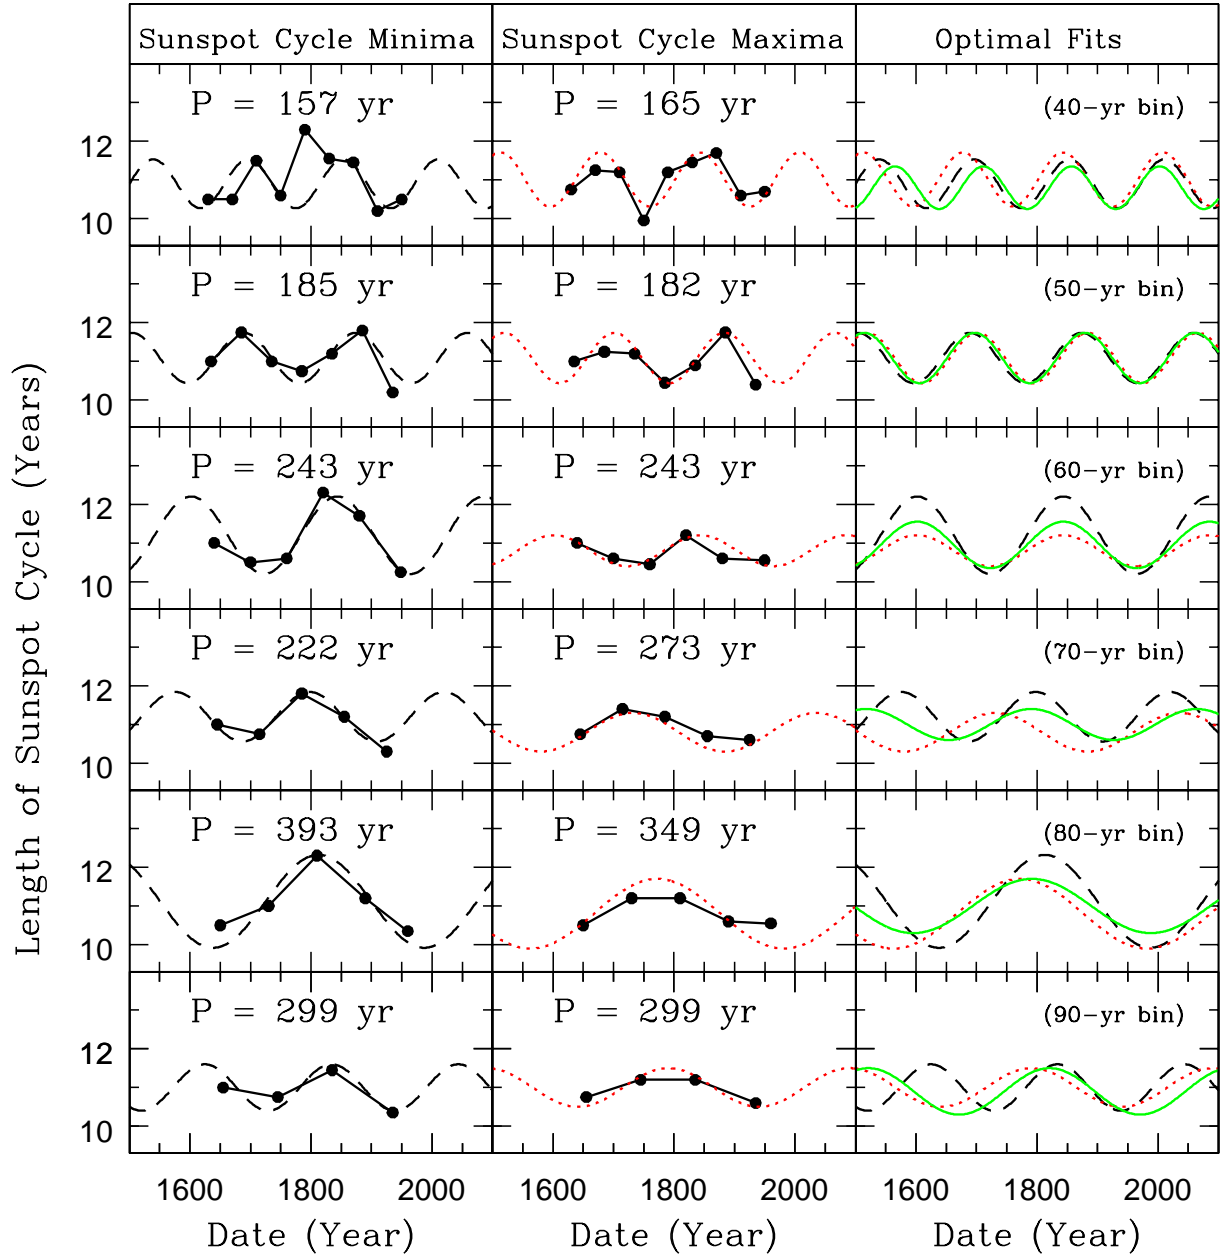 Sunspot Cycle Minima Sunspot Cycle Maxima Optimal Fits
P = 157 yr P = 165 yr (40-yr bin)
12
10
P = 185 yr P = 182 yr (50-yr bin)
12
10
P = 243 yr P = 243 yr (60-yr bin)
12
10
P = 222 yr P = 273 yr (70-yr bin)
12
10
P = 393 yr P = 349 yr (80-yr bin)
12
10
P = 299 yr P = 299 yr (90-yr bin)
12
10
Length of Sunspot Cycle (Years)
1600 1800 2000 1600 1800 2000 1600 1800 2000
Date (Year) Date (Year) Date (Year)